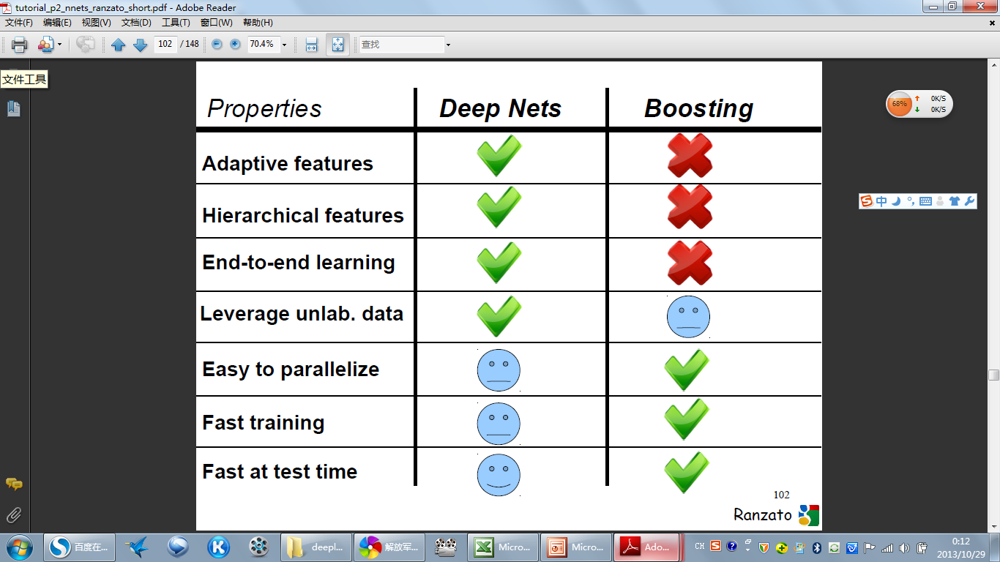 tutorial_p2_nnets_ranzato_short.pdf - Adobe Reader
文件(F) 编辑(E) 视图(V) 文档(D) 工具(T) 窗口(W) 帮助(H)
102 / 148 70.4% 查找
文件工具
Properties Deep Nets Boosting
Adaptive features
Hierarchical features
End-to-end learning
Leverage unlab. data
Easy to parallelize
Fast training
Fast at test time
102
Ranzato
68% 0K/S
0K/S
中
百度在... deepl... 解放军... Micro... Micro... Ado... CH 0:12
2013/10/29